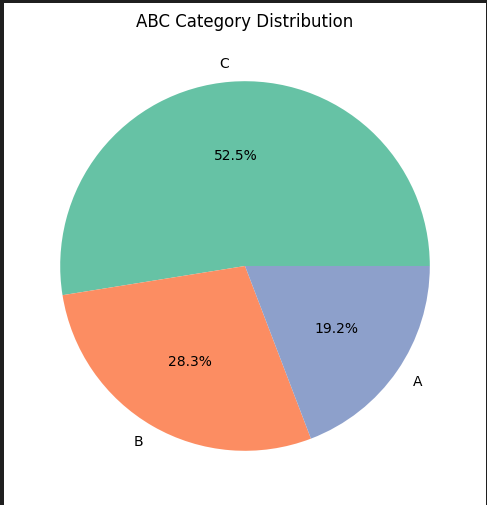 ABC Category Distribution
C
52.5%
19.2%
28.3%
A
B